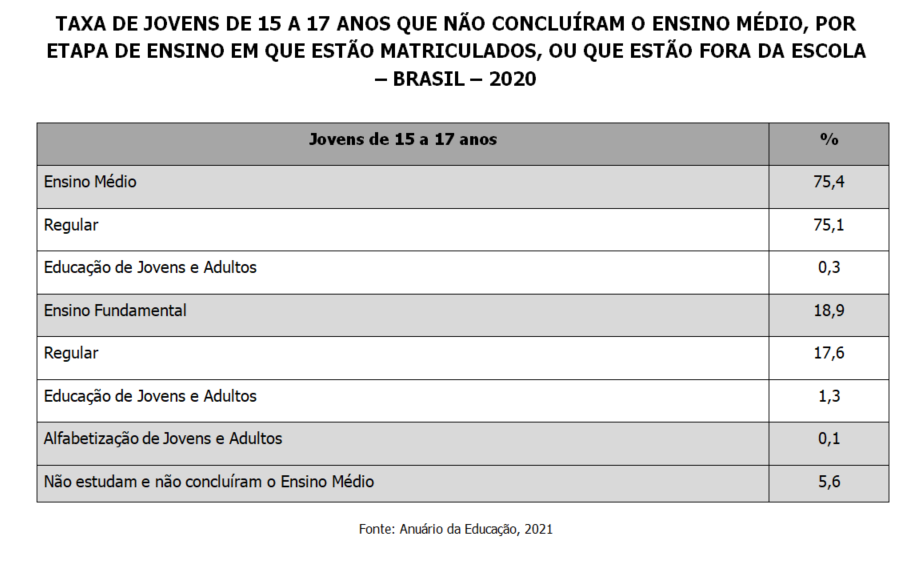 TAXA DE JOVENS DE 15 A 17 ANOS QUE NÃO CONCLUÍRAM O ENSINO MÉDIO, POR
ETAPA DE ENSINO EM QUE ESTÃO MATRICULADOS, OU QUE ESTÃO FORA DA ESCOLA
– BRASIL – 2020
Jovens de 15 a 17 anos %
Ensino Médio 75,4
Regular 75,1
Educação de Jovens e Adultos 0,3
Ensino Fundamental 18,9
Regular 17,6
Educação de Jovens e Adultos 1,3
Alfabetização de Jovens e Adultos 0,1
Não estudam e não concluíram o Ensino Médio 5,6
Fonte: Anuário da Educação, 2021